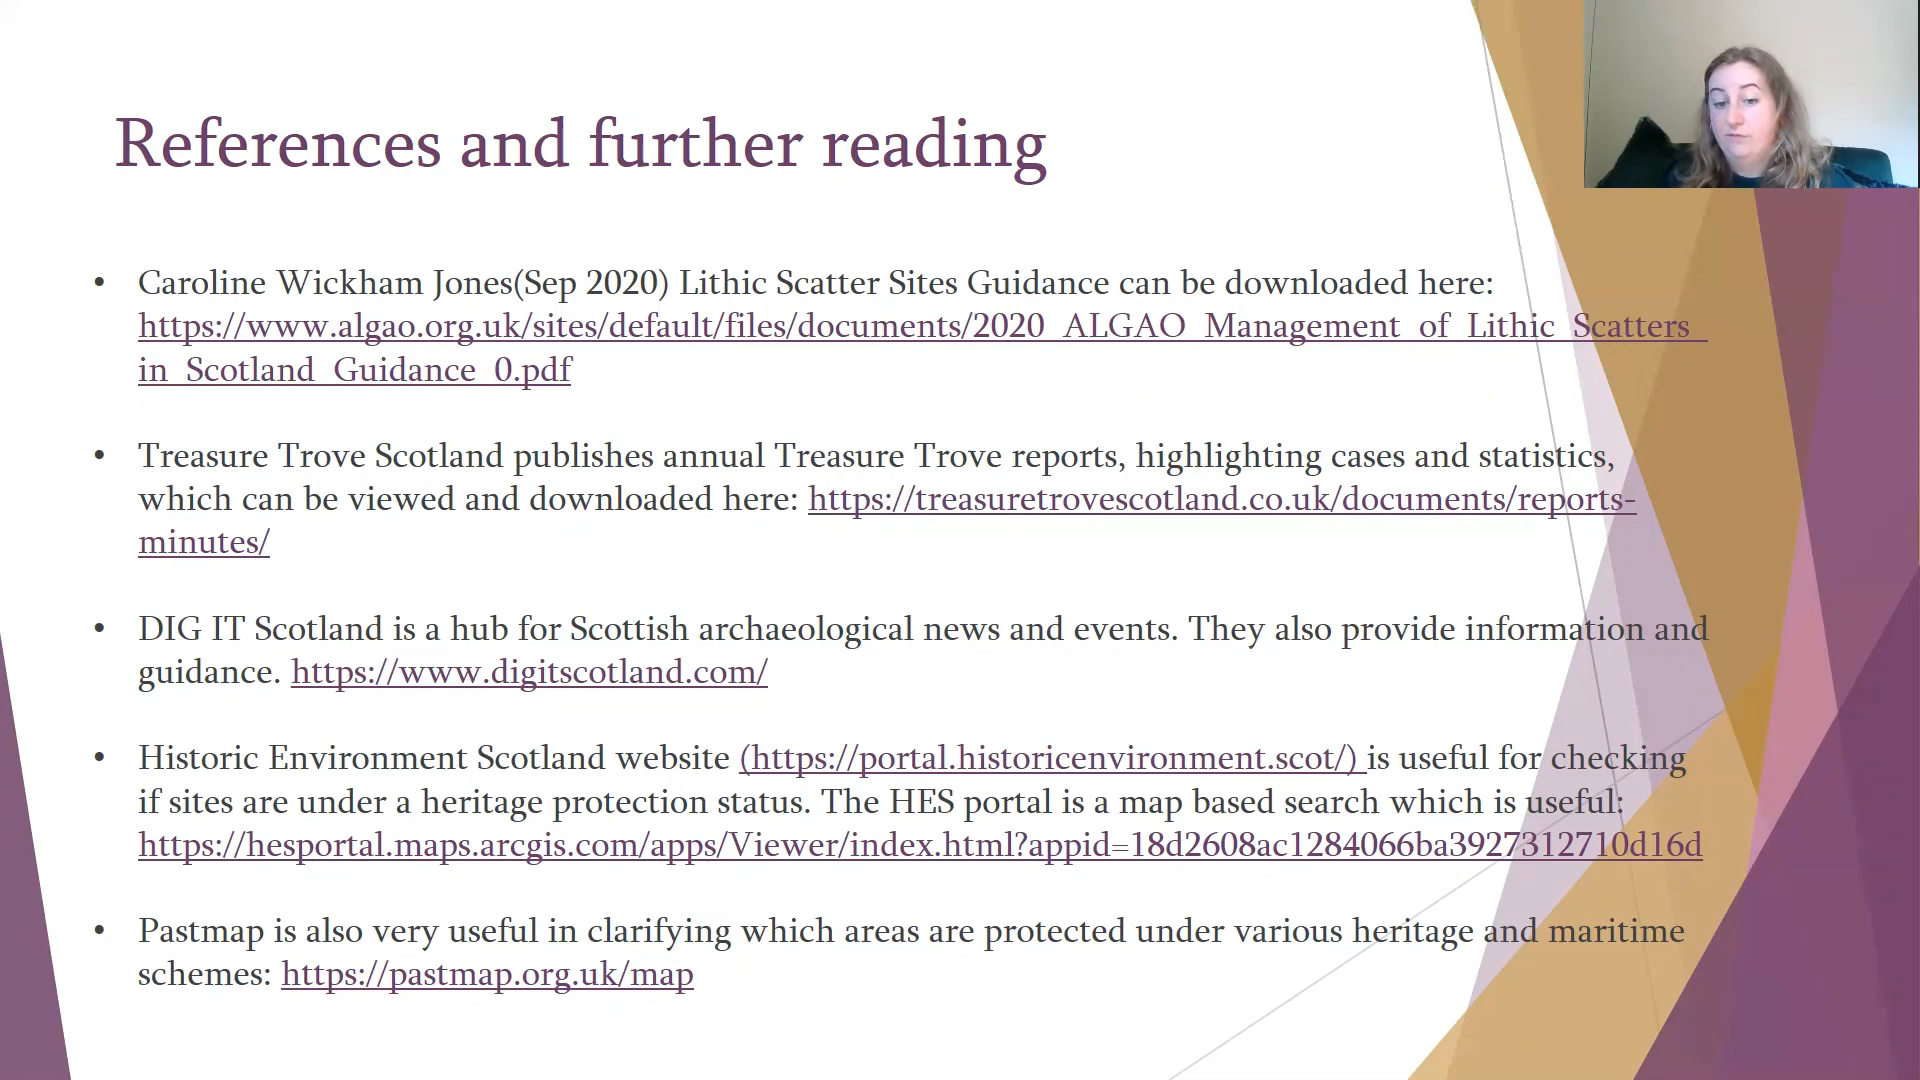 References and further reading
• Caroline Wickham Jones(Sep 2020) Lithic Scatter Sites Guidance can be downloaded here:
https://www.algao.org.uk/sites/default/files/documents/2020_ALGAO_Management_of_Lithic_Scatters_
in_Scotland_Guidance_0.pdf
• Treasure Trove Scotland publishes annual Treasure Trove reports, highlighting cases and statistics,
which can be viewed and downloaded here: https://treasuretrovescotland.co.uk/documents/reports-
minutes/
• DIG IT Scotland is a hub for Scottish archaeological news and events. They also provide information and
guidance. https://www.digitscotland.com/
• Historic Environment Scotland website (https://portal.historicenvironment.scot/) is useful for checking
if sites are under a heritage protection status. The HES portal is a map based search which is useful:
https://hesportal.maps.arcgis.com/apps/Viewer/index.html?appid=18d2608ac1284066ba3927312710d16d
• Pastmap is also very useful in clarifying which areas are protected under various heritage and maritime
schemes: https://pastmap.org.uk/map